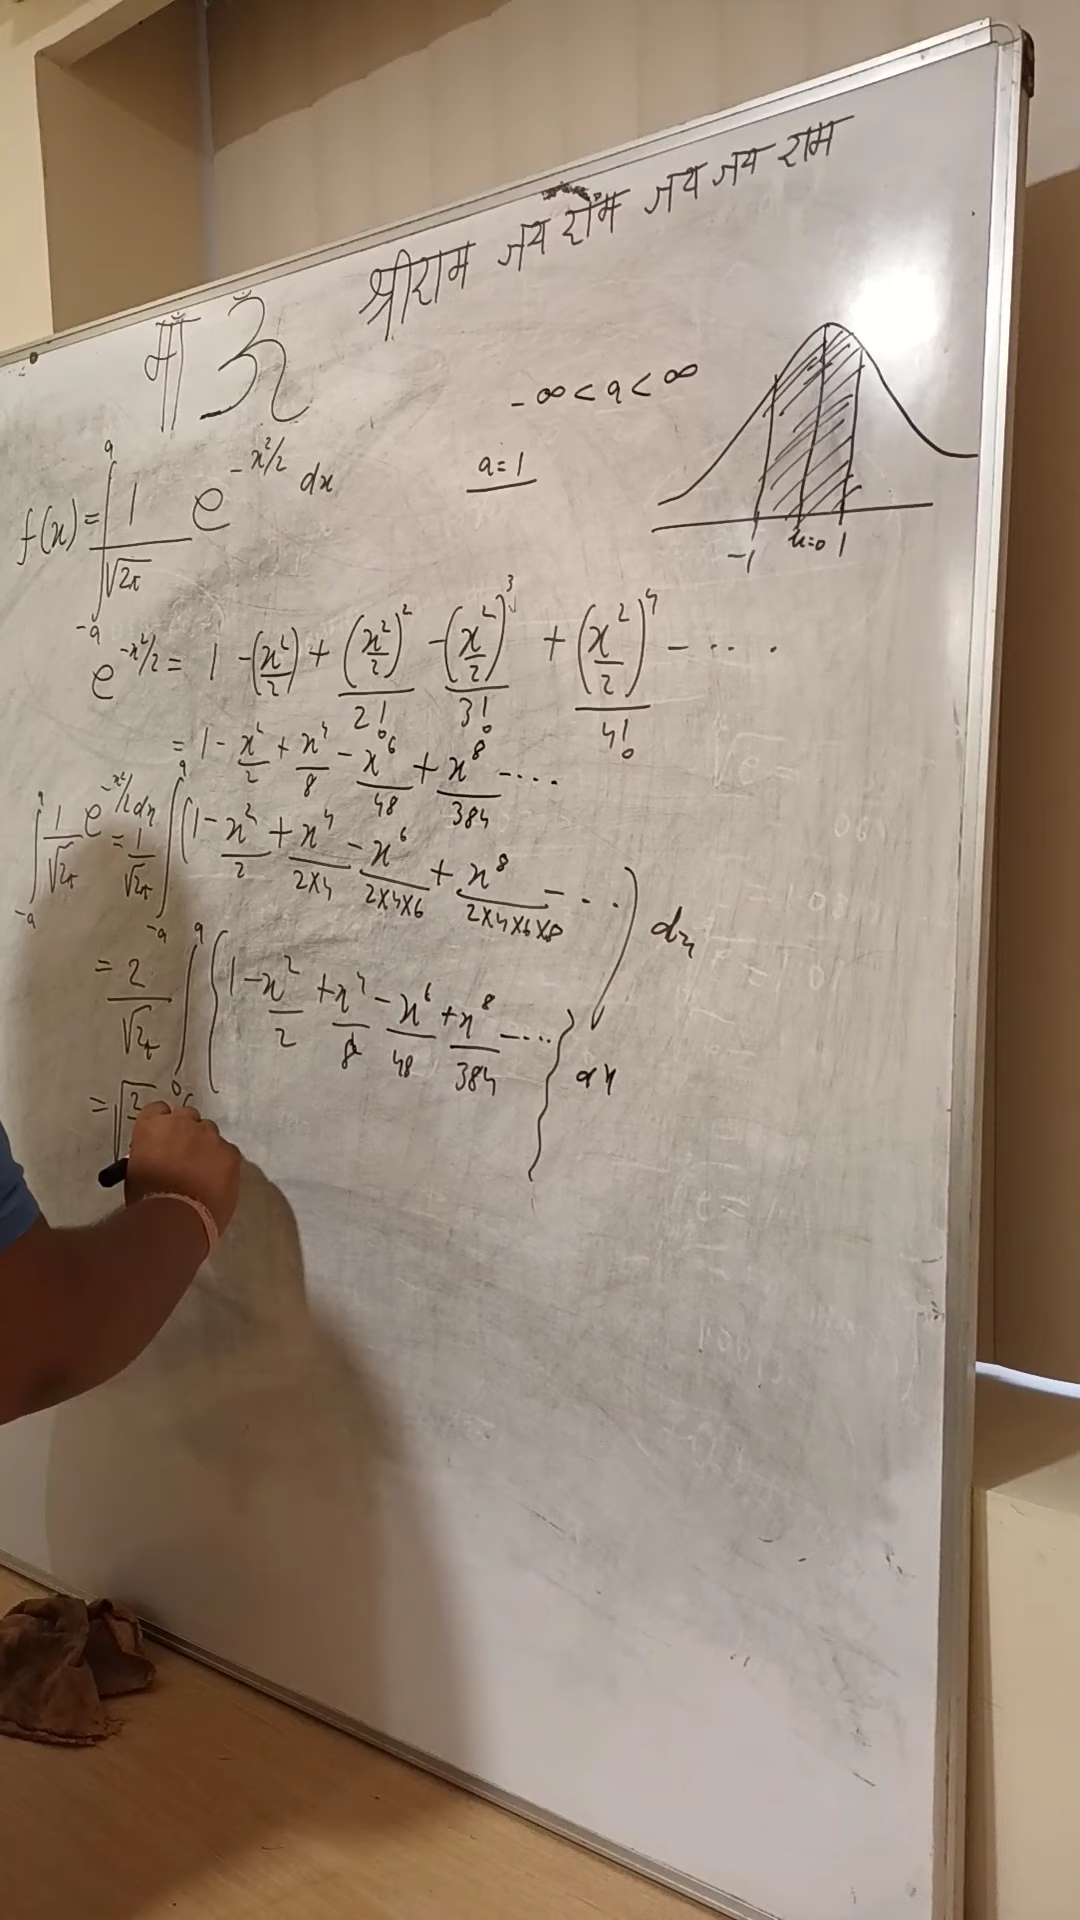 श्रीराम जय राम जय जय राम
माँ ॐ
-∞ < a < ∞
a = 1
f(x) = ∫_{-a}^{a} 1/√2π e^{-x²/2} dx
-1 x=0 1
e^{-x²/2} = 1 - (x²/2) + (x²/2)²/2! - (x²/2)³/3! + (x²/2)⁴/4! - ....
= 1 - x²/2 + x⁴/8 - x⁶/48 + x⁸/384 - ....
∫_{-a}^{a} 1/√2π e^{-x²/2} dx = 1/√2π ∫_{-a}^{a} (1 - x²/2 + x⁴/2×4 - x⁶/2×4×6 + x⁸/2×4×6×8 - ...) dx
= 2/√2π ∫_{0}^{a} {1 - x²/2 + x⁴/8 - x⁶/48 + x⁸/384 - ....} dx
= √2